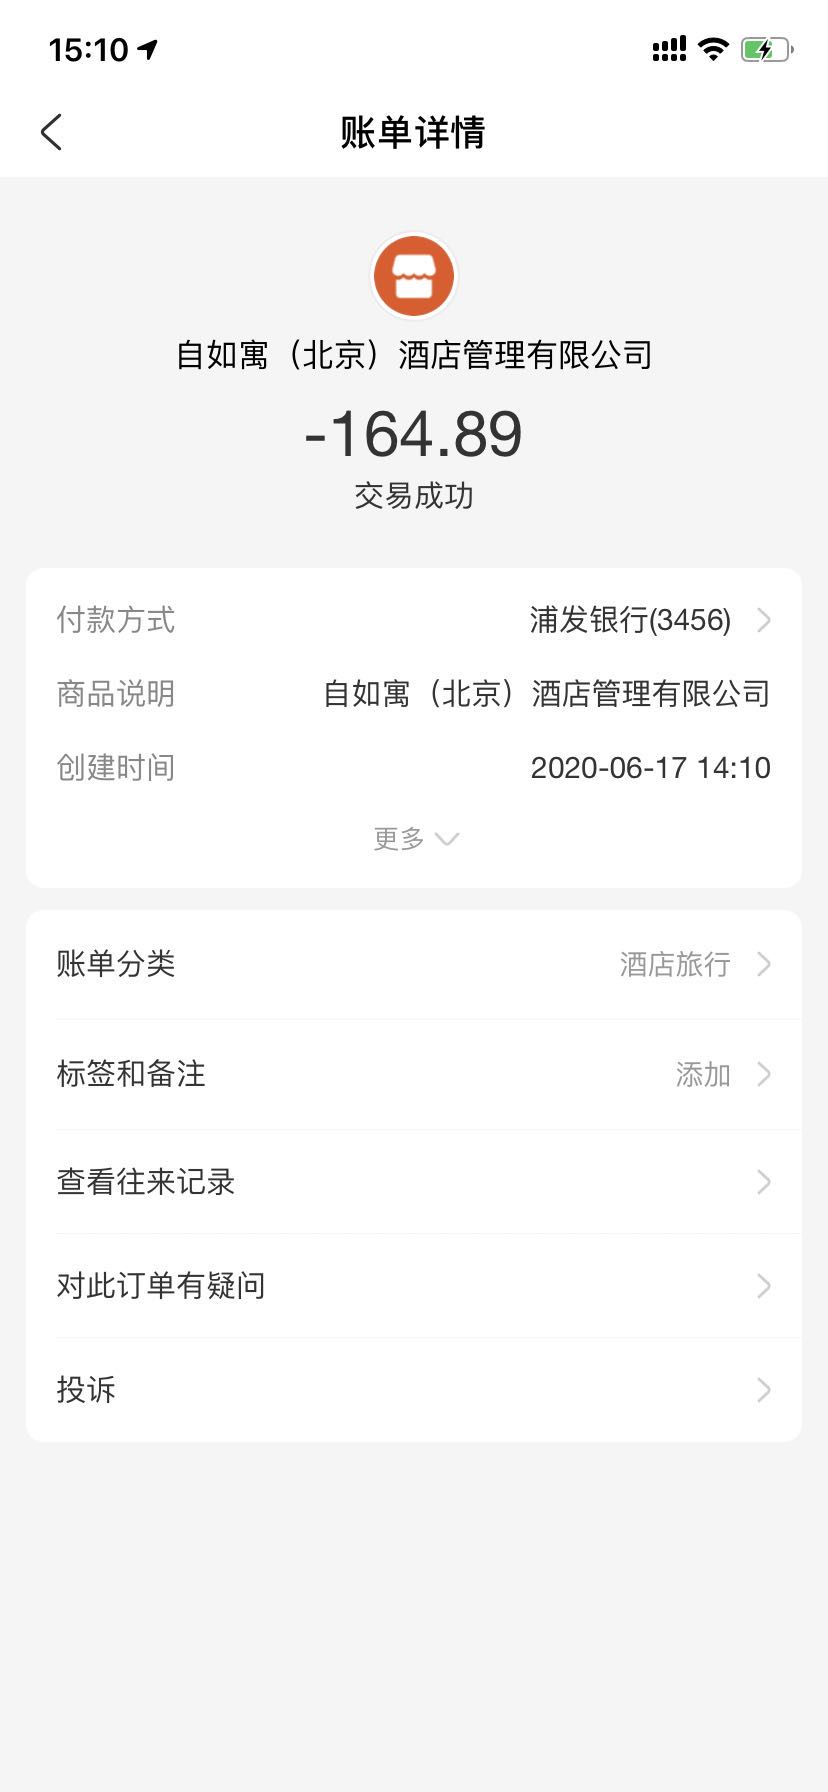 15:10
账单详情
自如寓（北京）酒店管理有限公司
-164.89
交易成功
付款方式 浦发银行(3456)
商品说明 自如寓（北京）酒店管理有限公司
创建时间 2020-06-17 14:10
更多
账单分类 酒店旅行
标签和备注 添加
查看往来记录
对此订单有疑问
投诉